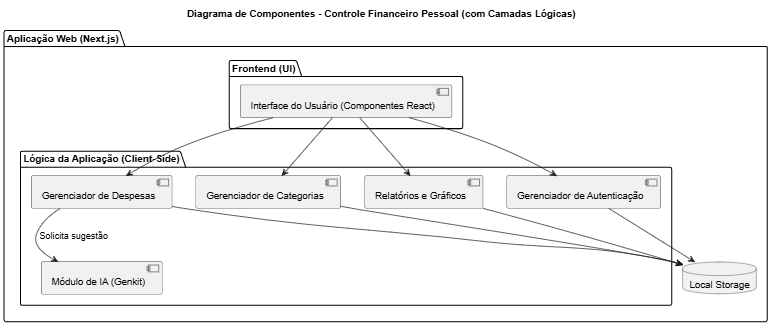 Diagrama de Componentes - Controle Financeiro Pessoal (com Camadas Lógicas)
Aplicação Web (Next.js)
Frontend (UI)
Interface do Usuário (Componentes React)
Lógica da Aplicação (Client-Side)
Gerenciador de Despesas
Gerenciador de Categorias
Relatórios e Gráficos
Gerenciador de Autenticação
Solicita sugestão
Módulo de IA (Genkit)
Local Storage